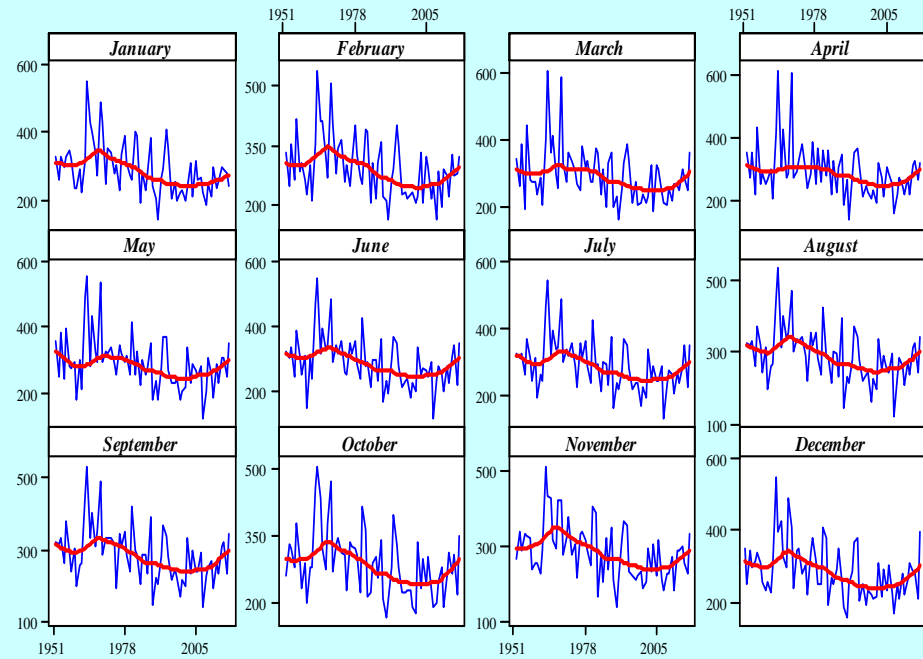 1951 1978 2005 1951 1978 2005
January February March April
600 400 200
500 350 200
600 400 200
600 400 200
May June July August
600 400 200
600 400 200
600 400 200
500 300 100
September October November December
500 300 100
500 350 200
500 300 100
600 400 200
1951 1978 2005 1951 1978 2005